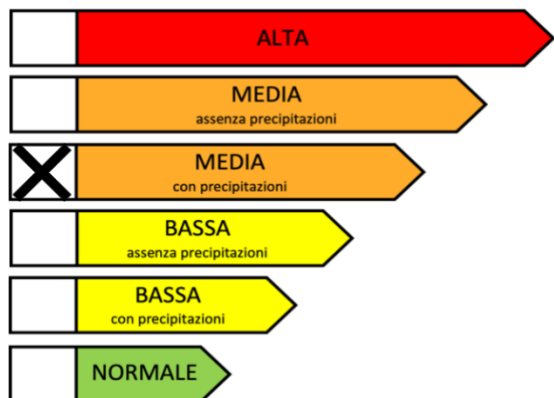 ALTA
MEDIA
assenza precipitazioni
MEDIA
con precipitazioni
BASSA
assenza precipitazioni
BASSA
con precipitazioni
NORMALE